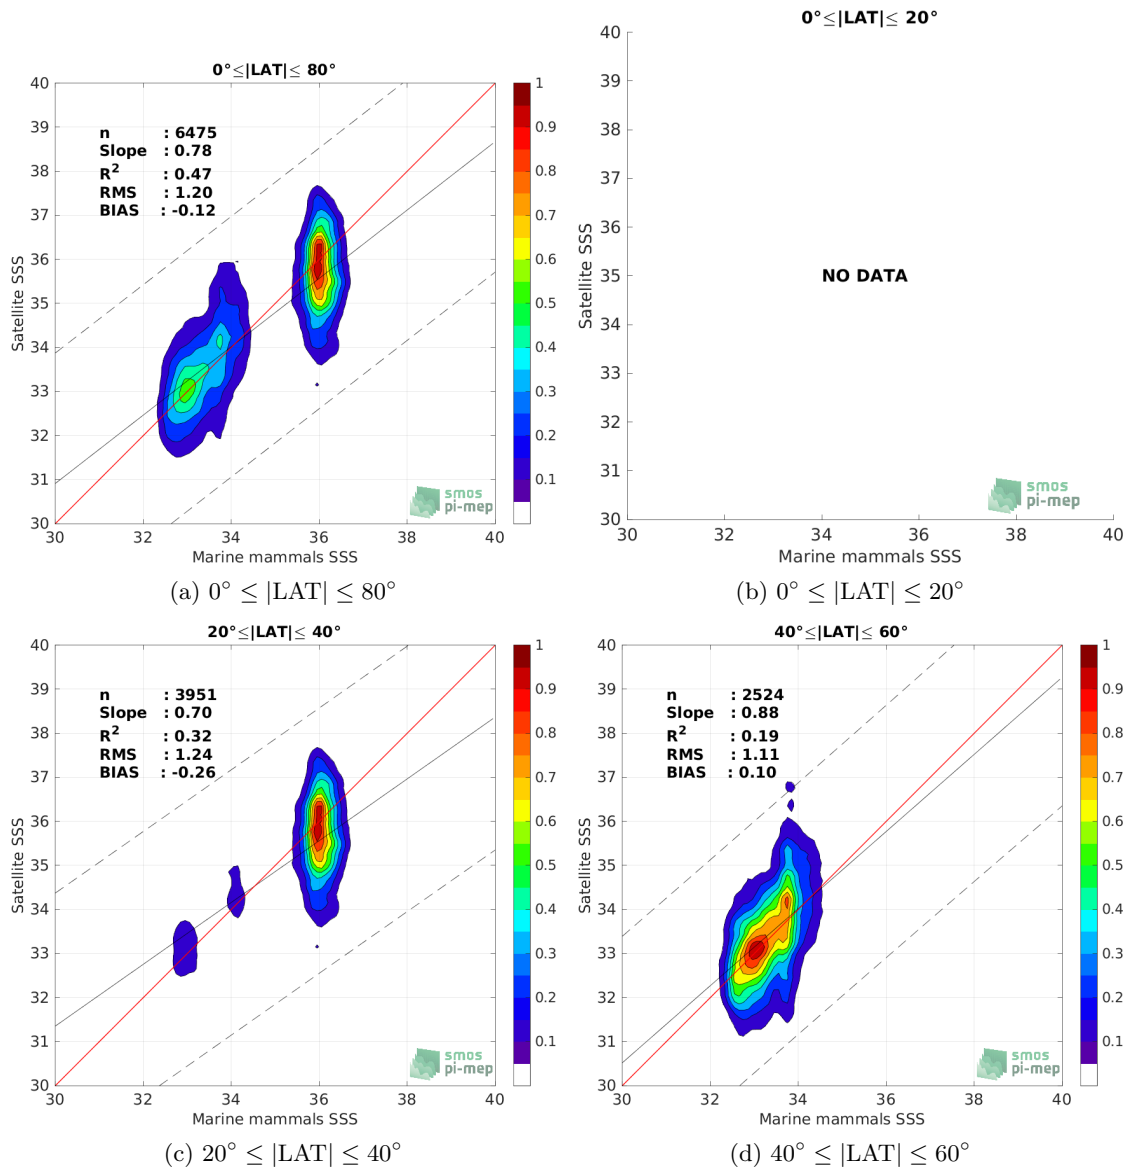 0°≤|LAT|≤ 80°
40
39
38
37
36
35
34
33
32
31
30
Satellite SSS
n : 6475
Slope : 0.78
R² : 0.47
RMS : 1.20
BIAS : -0.12
smos
pi-mep
30 32 34 36 38 40
Marine mammals SSS
1
0.9
0.8
0.7
0.6
0.5
0.4
0.3
0.2
0.1
(a) 0° ≤ |LAT| ≤ 80°
0°≤|LAT|≤ 20°
40
39
38
37
36
35
34
33
32
31
30
Satellite SSS
NO DATA
smos
pi-mep
30 32 34 36 38 40
Marine mammals SSS
(b) 0° ≤ |LAT| ≤ 20°
20°≤|LAT|≤ 40°
40
39
38
37
36
35
34
33
32
31
30
Satellite SSS
n : 3951
Slope : 0.70
R² : 0.32
RMS : 1.24
BIAS : -0.26
smos
pi-mep
30 32 34 36 38 40
Marine mammals SSS
1
0.9
0.8
0.7
0.6
0.5
0.4
0.3
0.2
0.1
(c) 20° ≤ |LAT| ≤ 40°
40°≤|LAT|≤ 60°
40
39
38
37
36
35
34
33
32
31
30
Satellite SSS
n : 2524
Slope : 0.88
R² : 0.19
RMS : 1.11
BIAS : 0.10
smos
pi-mep
30 32 34 36 38 40
Marine mammals SSS
1
0.9
0.8
0.7
0.6
0.5
0.4
0.3
0.2
0.1
(d) 40° ≤ |LAT| ≤ 60°